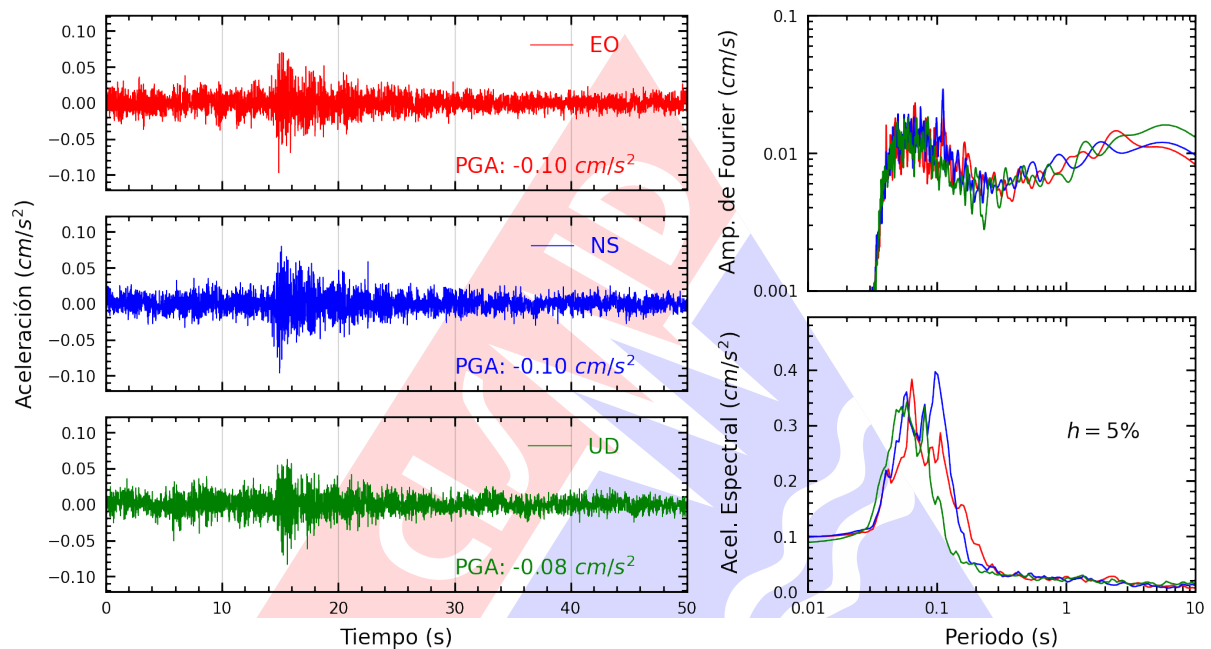 Aceleración (cm/s²)
0.10
0.05
0.00
−0.05
−0.10
EO
PGA: -0.10 cm/s²
0.10
0.05
0.00
−0.05
−0.10
NS
PGA: -0.10 cm/s²
0.10
0.05
0.00
−0.05
−0.10
UD
PGA: -0.08 cm/s²
0 10 20 30 40 50
Tiempo (s)
Amp. de Fourier (cm/s)
0.1
0.01
0.001
Acel. Espectral (cm/s²)
0.4
0.3
0.2
0.1
0.0
h = 5%
0.01 0.1 1 10
Periodo (s)
CISMID